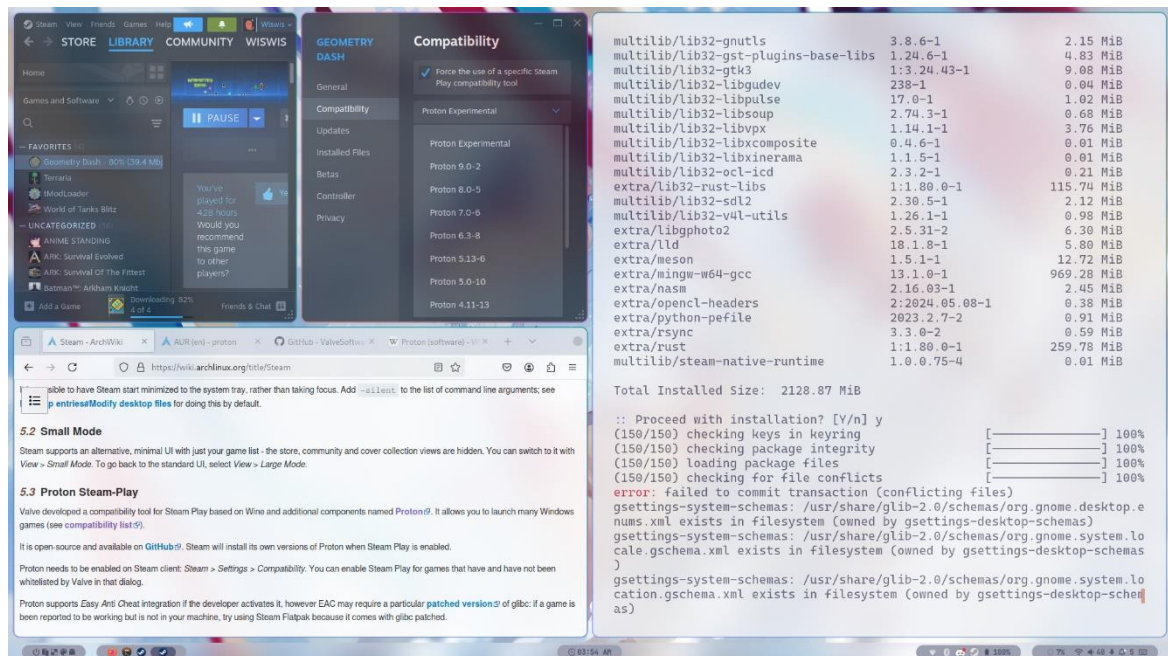 Steam View Friends Games Help
Wiswis
STORE LIBRARY COMMUNITY WISWIS
Home
Games and Software
PAUSE
FAVORITES
Geometry Dash - 80% (39.4 Mb
Terraria
tModLoader
World of Tanks Blitz
UNCATEGORIZED
ANIME STANDING
ARK: Survival Evolved
ARK: Survival Of The Fittest
Batman™: Arkham Knight
You've
played for
428 hours
Would you
recommend
this game
to other
players?
Add a Game
Downloading 82%
4 of 4
Friends & Chat
GEOMETRY
DASH
General
Compatibility
Updates
Installed Files
Betas
Controller
Privacy
Compatibility
Force the use of a specific Steam
Play compatibility tool
Proton Experimental
Proton Experimental
Proton 9.0-2
Proton 8.0-5
Proton 7.0-6
Proton 6.3-8
Proton 5.13-6
Proton 5.0-10
Proton 4.11-13
Steam - ArchWiki
AUR (en) - proton
GitHub - ValveSoftwar
Proton (software) - W
https://wiki.archlinux.org/title/Steam
sible to have Steam start minimized to the system tray, rather than taking focus. Add -silent to the list of command line arguments; see
p entries#Modify desktop files for doing this by default.
5.2 Small Mode
Steam supports an alternative, minimal UI with just your game list - the store, community and cover collection views are hidden. You can switch to it with
View > Small Mode. To go back to the standard UI, select View > Large Mode.
5.3 Proton Steam-Play
Valve developed a compatibility tool for Steam Play based on Wine and additional components named Proton. It allows you to launch many Windows
games (see compatibility list).
It is open-source and available on GitHub. Steam will install its own versions of Proton when Steam Play is enabled.
Proton needs to be enabled on Steam client: Steam > Settings > Compatibility. You can enable Steam Play for games that have and have not been
whitelisted by Valve in that dialog.
Proton supports Easy Anti Cheat integration if the developer activates it, however EAC may require a particular patched version of glibc: if a game is
been reported to be working but is not in your machine, try using Steam Flatpak because it comes with glibc patched.
multilib/lib32-gnutls 3.8.6-1 2.15 MiB
multilib/lib32-gst-plugins-base-libs 1.24.6-1 4.83 MiB
multilib/lib32-gtk3 1:3.24.43-1 9.08 MiB
multilib/lib32-libgudev 238-1 0.04 MiB
multilib/lib32-libpulse 17.0-1 1.02 MiB
multilib/lib32-libsoup 2.74.3-1 0.68 MiB
multilib/lib32-libvpx 1.14.1-1 3.76 MiB
multilib/lib32-libxcomposite 0.4.6-1 0.01 MiB
multilib/lib32-libxinerama 1.1.5-1 0.01 MiB
multilib/lib32-ocl-icd 2.3.2-1 0.21 MiB
extra/lib32-rust-libs 1:1.80.0-1 115.74 MiB
multilib/lib32-sdl2 2.30.5-1 2.12 MiB
multilib/lib32-v4l-utils 1.26.1-1 0.98 MiB
extra/libgphoto2 2.5.31-2 6.30 MiB
extra/lld 18.1.8-1 5.80 MiB
extra/meson 1.5.1-1 12.72 MiB
extra/mingw-w64-gcc 13.1.0-1 969.28 MiB
extra/nasm 2.16.03-1 2.45 MiB
extra/opencl-headers 2:2024.05.08-1 0.38 MiB
extra/python-pefile 2023.2.7-2 0.91 MiB
extra/rsync 3.3.0-2 0.59 MiB
extra/rust 1:1.80.0-1 259.78 MiB
multilib/steam-native-runtime 1.0.0.75-4 0.01 MiB
Total Installed Size: 2128.87 MiB
:: Proceed with installation? [Y/n] y
(150/150) checking keys in keyring [——————] 100%
(150/150) checking package integrity [——————] 100%
(150/150) loading package files [——————] 100%
(150/150) checking for file conflicts [——————] 100%
error: failed to commit transaction (conflicting files)
gsettings-system-schemas: /usr/share/glib-2.0/schemas/org.gnome.desktop.e
nums.xml exists in filesystem (owned by gsettings-desktop-schemas)
gsettings-system-schemas: /usr/share/glib-2.0/schemas/org.gnome.system.lo
cale.gschema.xml exists in filesystem (owned by gsettings-desktop-schemas
)
gsettings-system-schemas: /usr/share/glib-2.0/schemas/org.gnome.system.lo
cation.gschema.xml exists in filesystem (owned by gsettings-desktop-schem
as)
03:54 AM
100%
7%